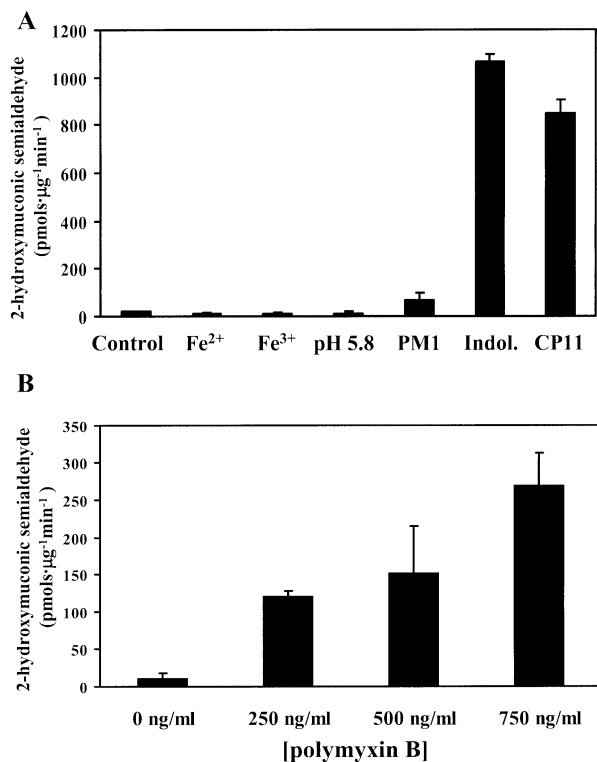 A
2-hydroxymuconic semialdehyde
(pmols·µg⁻¹min⁻¹)
1200
1000
800
600
400
200
0
Control Fe²⁺ Fe³⁺ pH 5.8 PM1 Indol. CP11
B
2-hydroxymuconic semialdehyde
(pmols·µg⁻¹min⁻¹)
350
300
250
200
150
100
50
0
0 ng/ml 250 ng/ml 500 ng/ml 750 ng/ml
[polymyxin B]